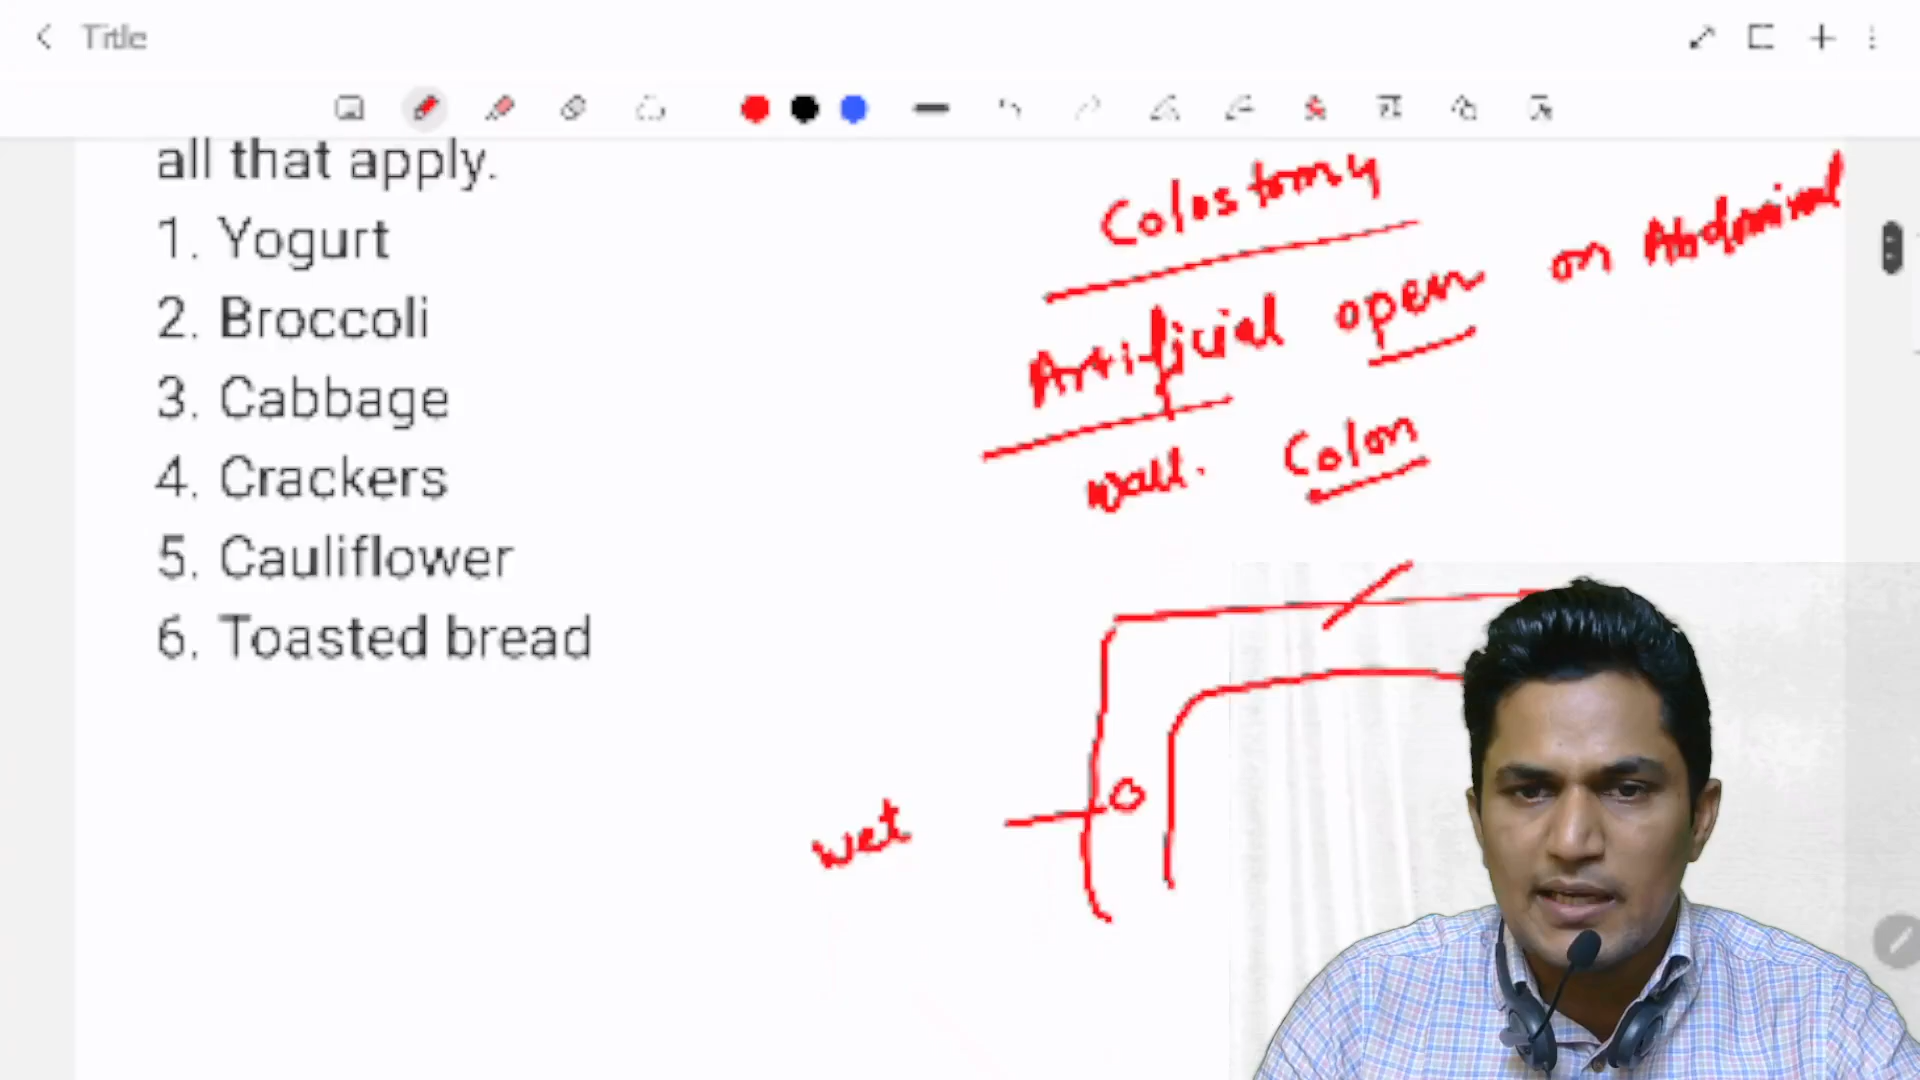 Title
all that apply.
1. Yogurt
2. Broccoli
3. Cabbage
4. Crackers
5. Cauliflower
6. Toasted bread
Colostomy
Artificial open on Abdominal
wall. Colon
wet